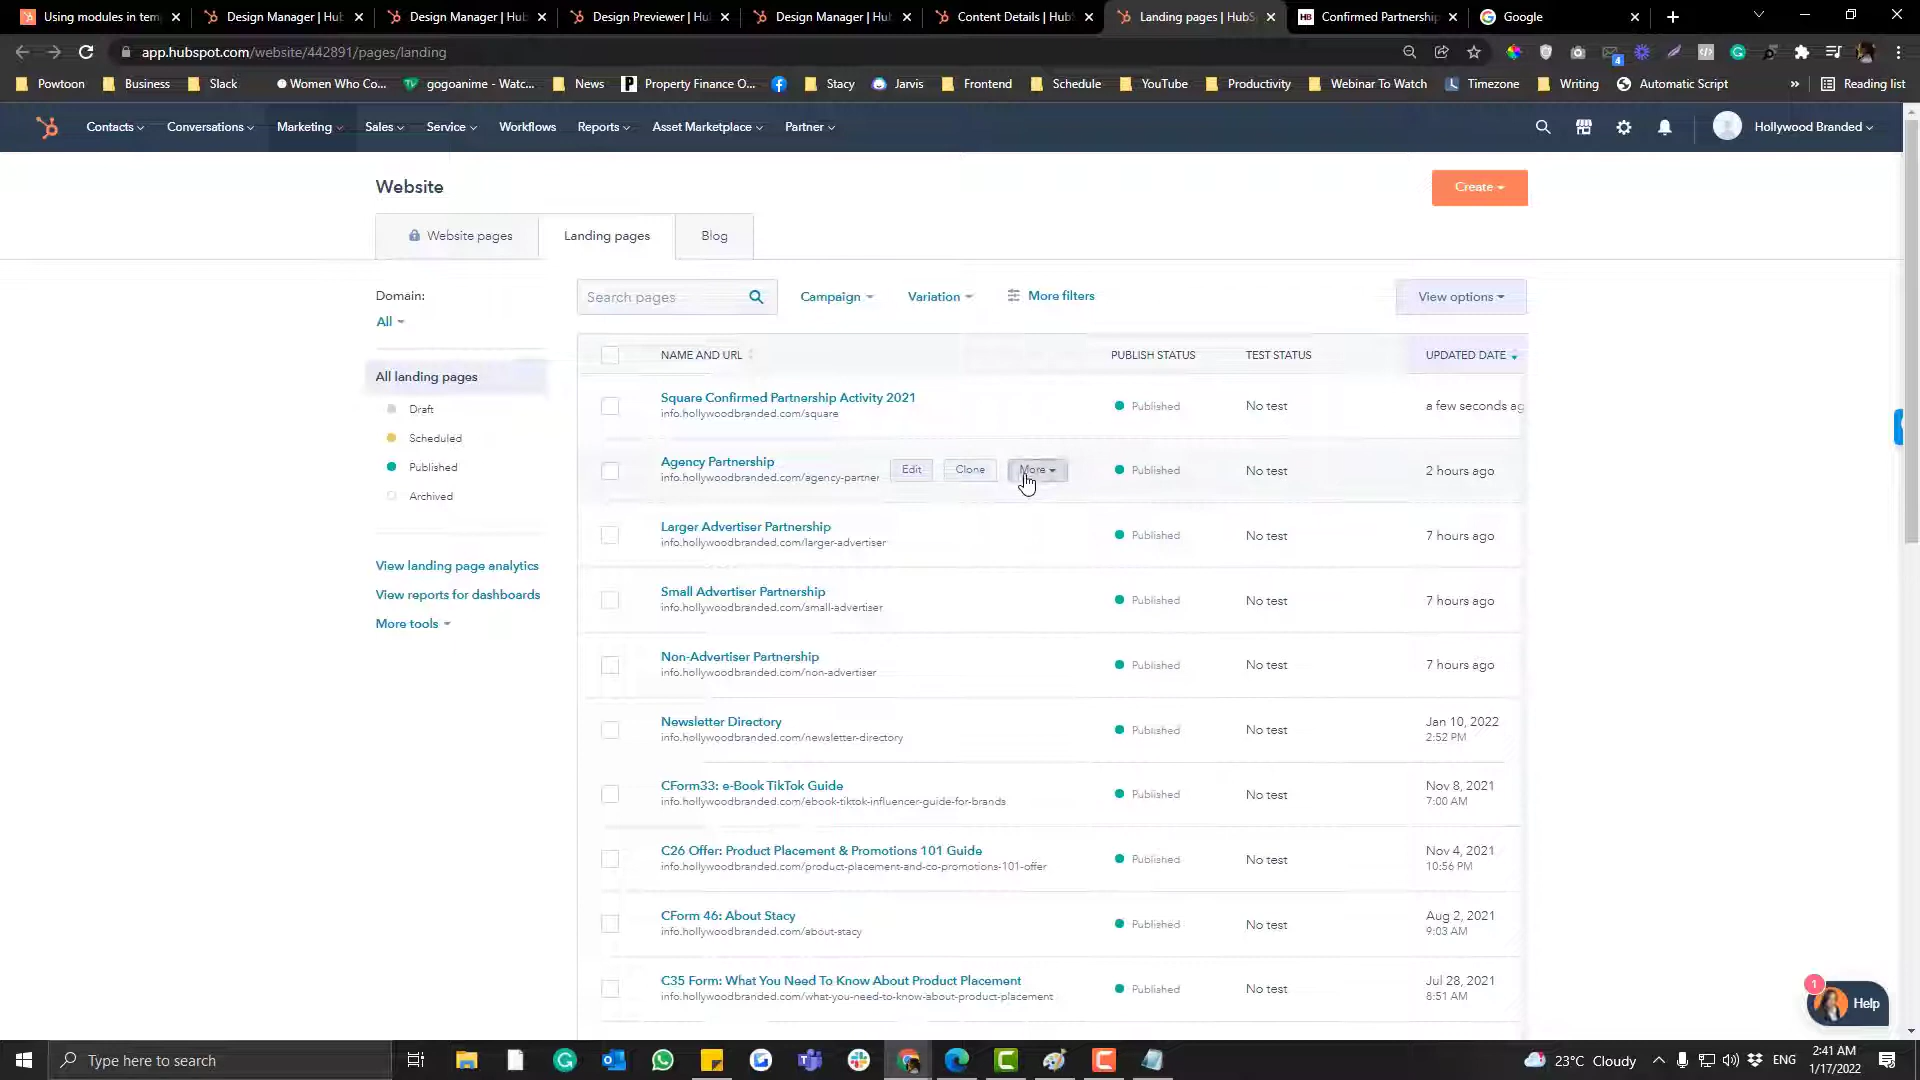 Using modules in tem
Design Manager | Hu
Design Manager | Hub
Design Previewer | Hu
Design Manager | Hu
Content Details | HubS
Landing pages | HubS
HB Confirmed Partnership
Google
app.hubspot.com/website/442891/pages/landing
4
Powtoon
Business
Slack
Women Who Co...
gogoanime - Watc...
News
Property Finance O...
Stacy
Jarvis
Frontend
Schedule
YouTube
Productivity
Webinar To Watch
Timezone
Writing
Automatic Script
»
Reading list
Contacts
Conversations
Marketing
Sales
Service
Workflows
Reports
Asset Marketplace
Partner
Hollywood Branded
Website
Create
Website pages
Landing pages
Blog
Domain:
All
Search pages
Campaign
Variation
More filters
View options
All landing pages
Draft
Scheduled
Published
Archived
View landing page analytics
View reports for dashboards
More tools
NAME AND URL
PUBLISH STATUS
TEST STATUS
UPDATED DATE
Square Confirmed Partnership Activity 2021
info.hollywoodbranded.com/square
Published
No test
a few seconds ag
Agency Partnership
info.hollywoodbranded.com/agency-partner
Edit
Clone
More
Published
No test
2 hours ago
Larger Advertiser Partnership
info.hollywoodbranded.com/larger-advertiser
Published
No test
7 hours ago
Small Advertiser Partnership
info.hollywoodbranded.com/small-advertiser
Published
No test
7 hours ago
Non-Advertiser Partnership
info.hollywoodbranded.com/non-advertiser
Published
No test
7 hours ago
Newsletter Directory
info.hollywoodbranded.com/newsletter-directory
Published
No test
Jan 10, 2022
2:52 PM
CForm33: e-Book TikTok Guide
info.hollywoodbranded.com/ebook-tiktok-influencer-guide-for-brands
Published
No test
Nov 8, 2021
7:00 AM
C26 Offer: Product Placement & Promotions 101 Guide
info.hollywoodbranded.com/product-placement-and-co-promotions-101-offer
Published
No test
Nov 4, 2021
10:56 PM
CForm 46: About Stacy
info.hollywoodbranded.com/about-stacy
Published
No test
Aug 2, 2021
9:03 AM
C35 Form: What You Need To Know About Product Placement
info.hollywoodbranded.com/what-you-need-to-know-about-product-placement
Published
No test
Jul 28, 2021
8:51 AM
1
Help
Type here to search
23°C Cloudy
ENG
2:41 AM
1/17/2022